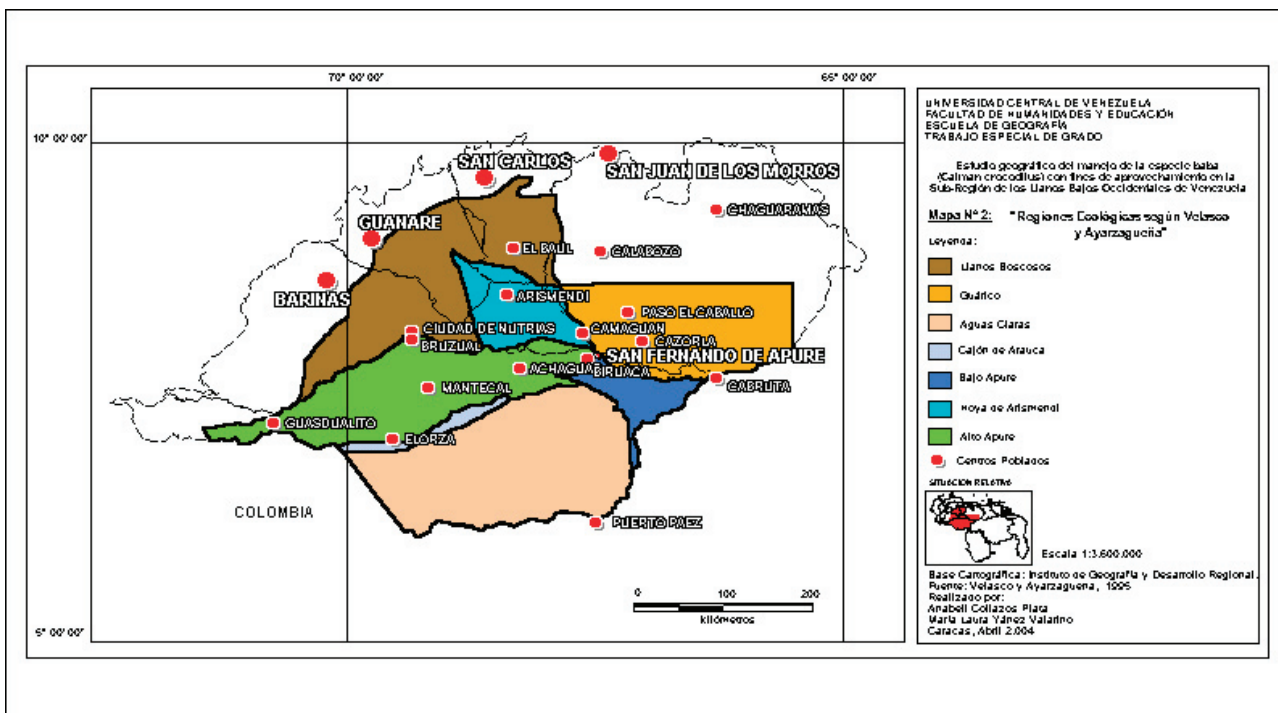 70° 00' 00'
65° 00' 00'
10° 00' 00'
5° 00' 00'
SAN CARLOS
SAN JUAN DE LOS MORROS
CHAGUARAMAS
GUANARE
EL BAUL
CALABOZO
BARINAS
ARISMENDI
PASO EL CABALLO
CIUDAD DE NUTRIAS
CAMAGUAN
BRUZUAL
CAZORLA
SAN FERNANDO DE APURE
ACHAGUA
BIRUACA
MANTECAL
CABRUTA
GUASDUALITO
ELORZA
COLOMBIA
PUERTO PAEZ
0 100 200
kilómetros
UNIVERSIDAD CENTRAL DE VENEZUELA
FACULTAD DE HUMANIDADES Y EDUCACIÓN
ESCUELA DE GEOGRAFÍA
TRABAJO ESPECIAL DE GRADO
Estudio geográfico del manejo de la especie baba
(Caiman crocodilus) con fines de aprovechamiento en la
Sub-Región de los Llanos Bajos Occidentales de Venezuela
Mapa Nº 2: "Regiones Ecológicas según Velasco
y Ayarzagueña"
Leyenda:
Llanos Boscosos
Guárico
Aguas Claras
Cajón de Arauca
Bajo Apure
Hoya de Arismendi
Alto Apure
Centros Poblados
SITUACION RELATIVO
Escala 1:3.600.000
Base Cartográfica: Instituto de Geografía y Desarrollo Regional.
Fuente: Velasco y Ayarzaguena, 1995
Realizado por:
Anabell Collazos Plata
María Laura Yánez Valarino
Caracas, Abril 2.004